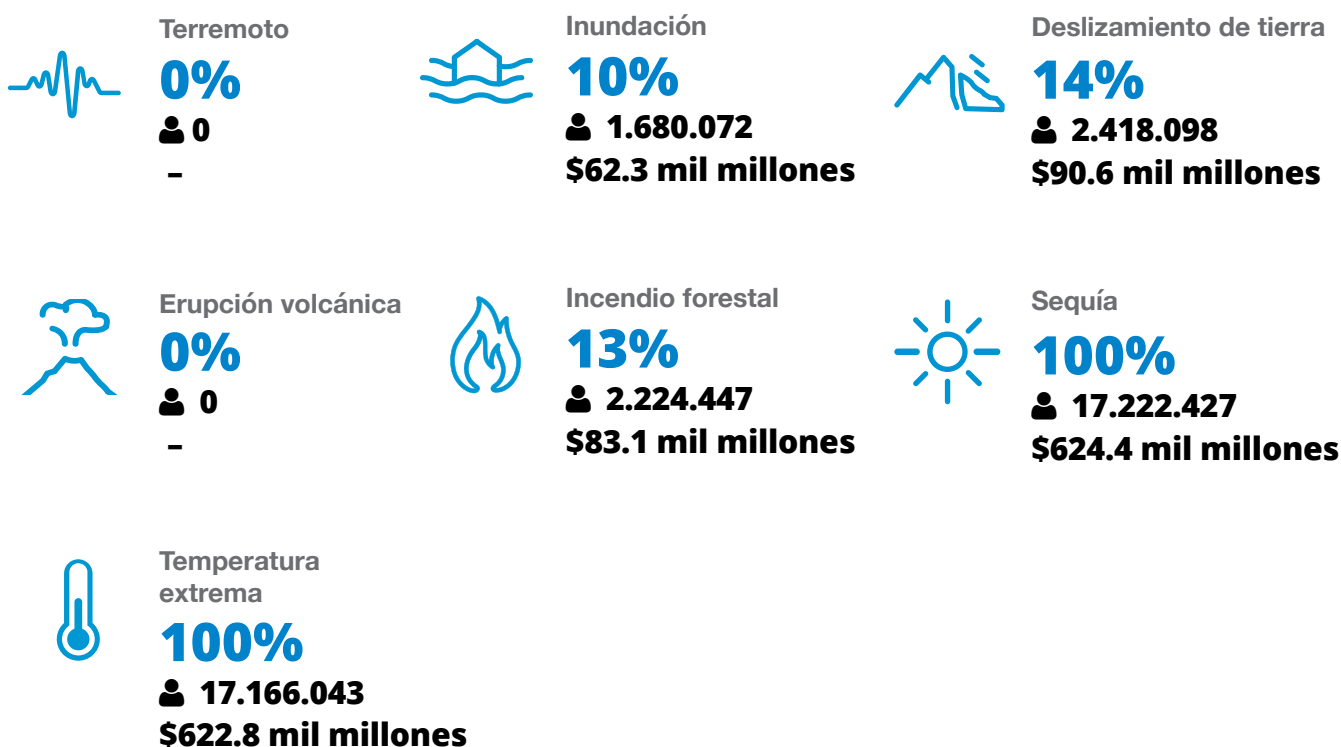 Terremoto
0%
0
–
Inundación
10%
1.680.072
$62.3 mil millones
Deslizamiento de tierra
14%
2.418.098
$90.6 mil millones
Erupción volcánica
0%
0
–
Incendio forestal
13%
2.224.447
$83.1 mil millones
Sequía
100%
17.222.427
$624.4 mil millones
Temperatura
extrema
100%
17.166.043
$622.8 mil millones